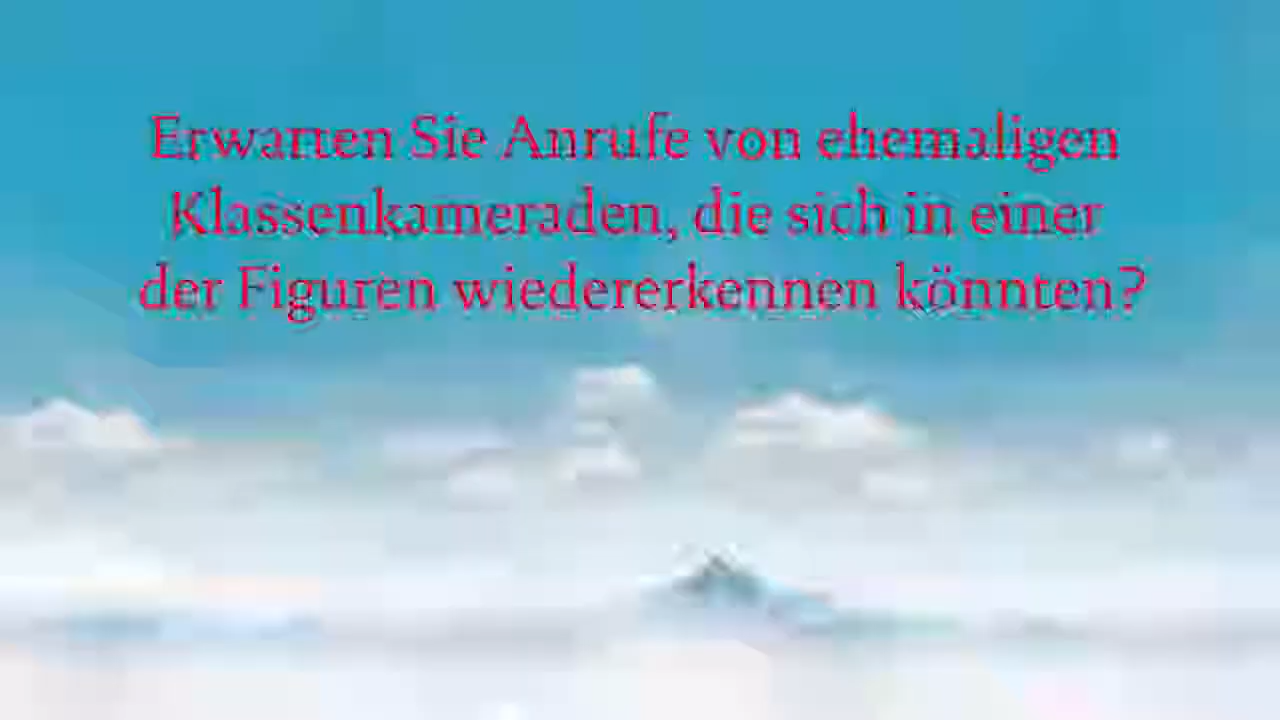 Erwarten Sie Anrufe von ehemaligen
Klassenkameraden, die sich in einer
der Figuren wiedererkennen könnten?